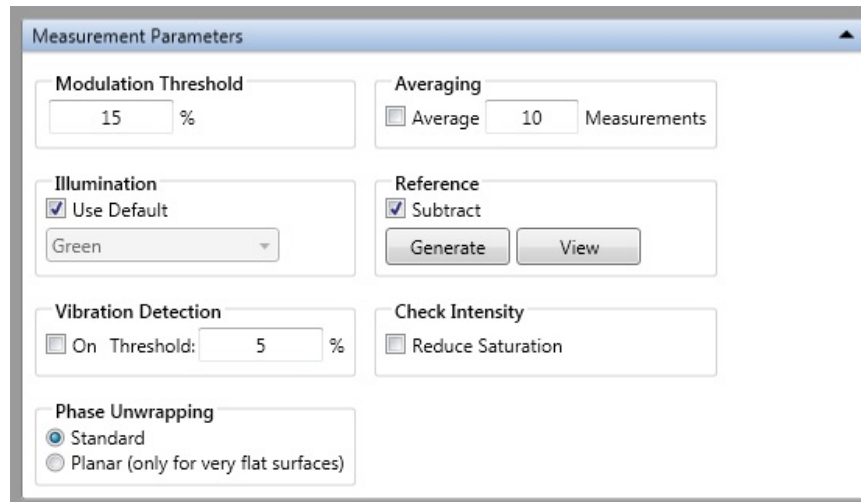 Measurement Parameters
Modulation Threshold
15 %
Averaging
Average 10 Measurements
Illumination
Use Default
Green
Reference
Subtract
Generate View
Vibration Detection
On Threshold: 5 %
Check Intensity
Reduce Saturation
Phase Unwrapping
Standard
Planar (only for very flat surfaces)